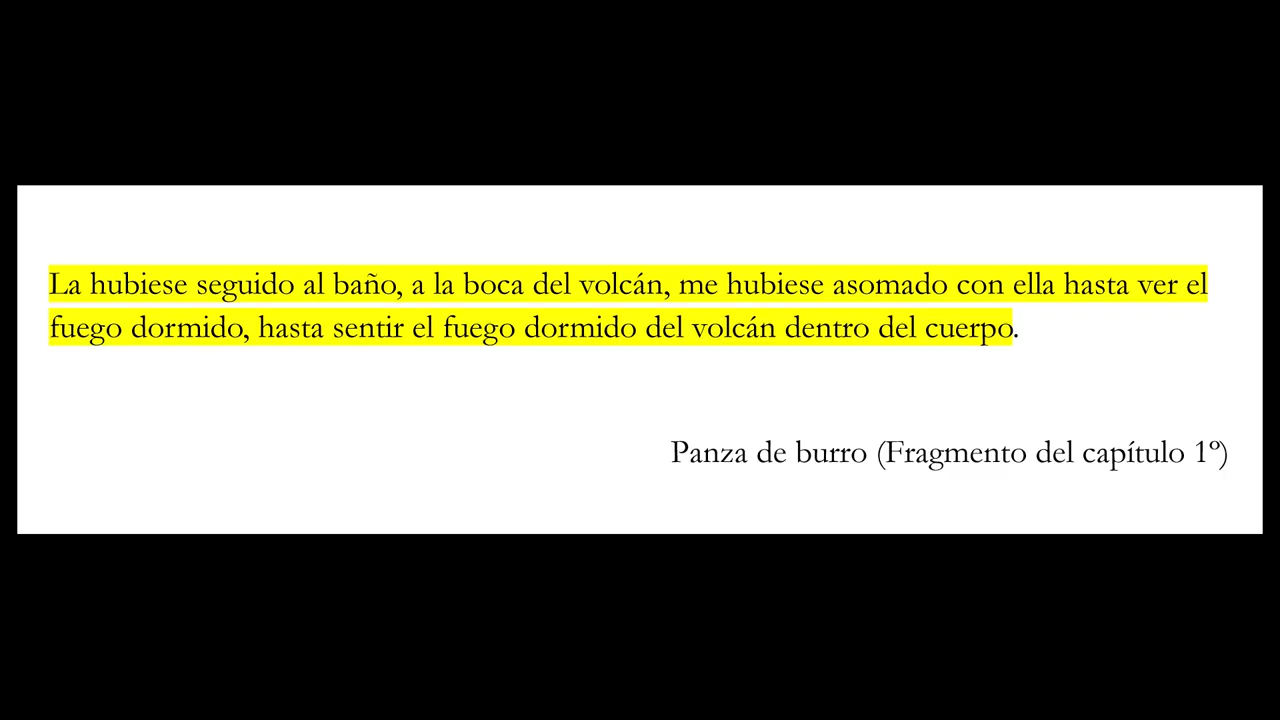 La hubiese seguido al baño, a la boca del volcán, me hubiese asomado con ella hasta ver el
fuego dormido, hasta sentir el fuego dormido del volcán dentro del cuerpo.
Panza de burro (Fragmento del capítulo 1º)